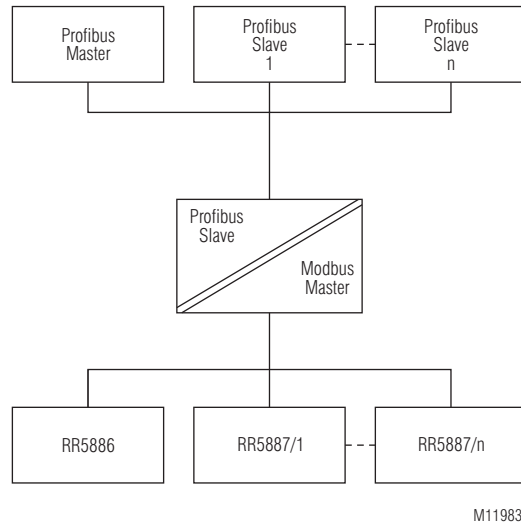 Profibus
Master
Profibus
Slave
1
Profibus
Slave
n
Profibus
Slave
Modbus
Master
RR5886
RR5887/1
RR5887/n
M11983